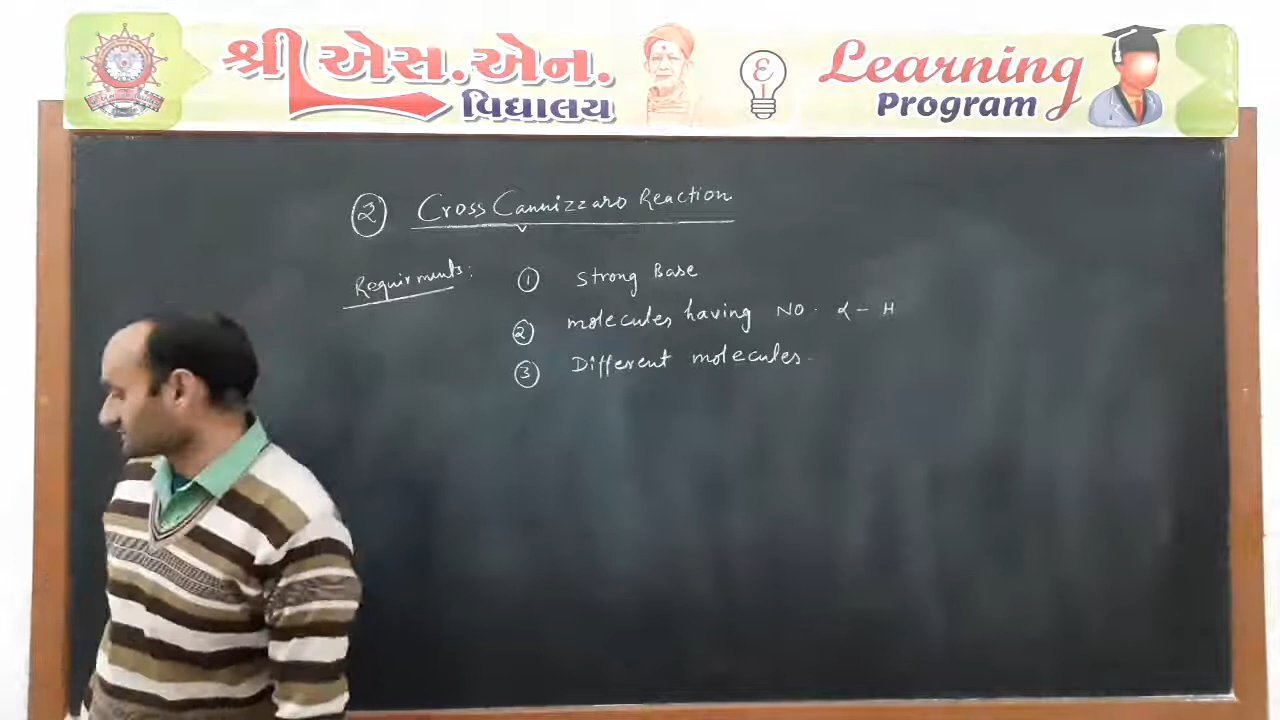 શ્રી એસ.એન. વિદ્યાલય
Learning Program
② Cross Cannizzaro Reaction
Requirments: ① Strong Base
② molecules having NO. α - H
③ Different molecules.